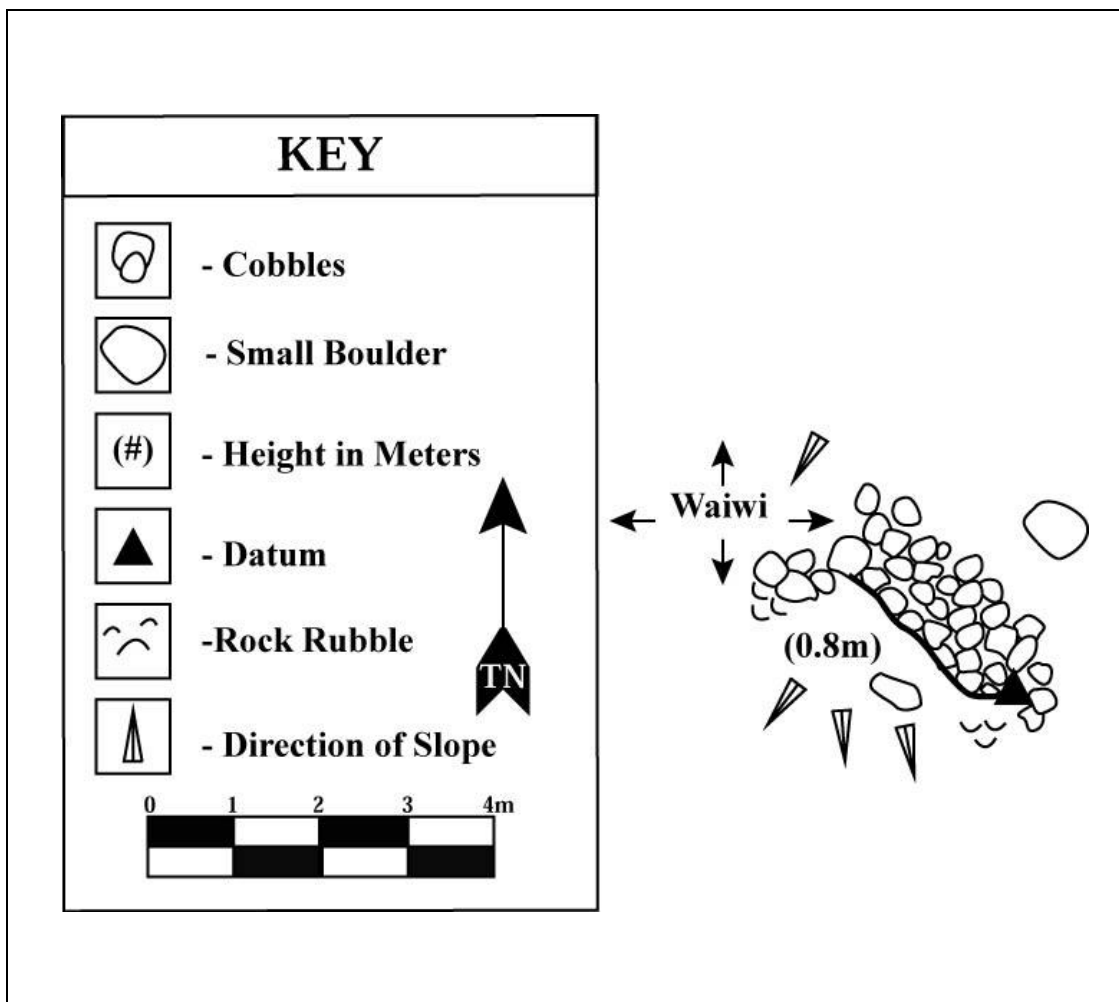 KEY
- Cobbles
- Small Boulder
(#) - Height in Meters
- Datum
-Rock Rubble
- Direction of Slope
TN
0 1 2 3 4m
Waiwi
(0.8m)